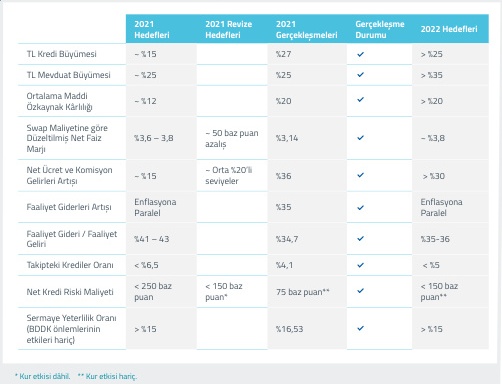 2021 Hedefleri 2021 Revize Hedefleri 2021 Gerçekleşmeleri Gerçekleşme Durumu 2022 Hedefleri
TL Kredi Büyümesi ~ %15 %27 ✓ > %25
TL Mevduat Büyümesi ~ %25 %25 ✓ > %35
Ortalama Maddi Özkaynak Kârlılığı ~ %12 %20 ✓ > %20
Swap Maliyetine göre Düzeltilmiş Net Faiz Marjı %3,6 – 3,8 ~ 50 baz puan azalış %3,14 ✓ ~ %3,8
Net Ücret ve Komisyon Gelirleri Artışı ~ %15 ~ Orta %20’li seviyeler %36 ✓ > %30
Faaliyet Giderleri Artışı Enflasyona Paralel %35 ✓ Enflasyona Paralel
Faaliyet Gideri / Faaliyet Geliri %41 – 43 %34,7 ✓ %35-36
Takipteki Krediler Oranı < %6,5 %4,1 ✓ < %5
Net Kredi Riski Maliyeti < 250 baz puan < 150 baz puan* 75 baz puan** ✓ < 150 baz puan**
Sermaye Yeterlilik Oranı (BDDK önlemlerinin etkileri hariç) > %15 %16,53 ✓ > %15
* Kur etkisi dâhil. ** Kur etkisi hariç.